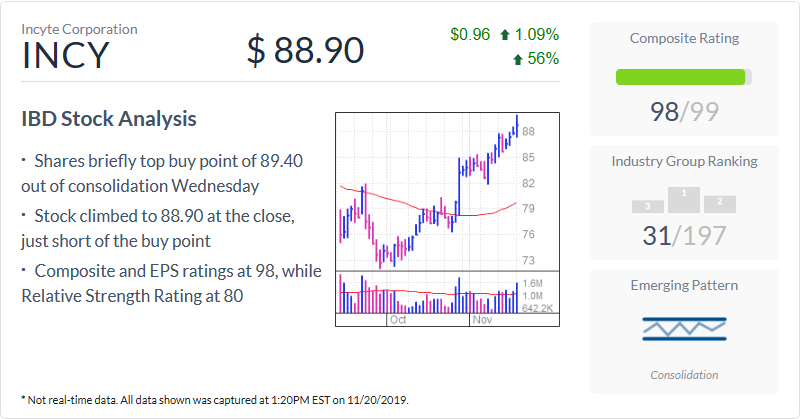 Incyte Corporation
INCY
$ 88.90
$0.96 1.09%
56%
IBD Stock Analysis
· Shares briefly top buy point of 89.40
out of consolidation Wednesday
· Stock climbed to 88.90 at the close,
just short of the buy point
· Composite and EPS ratings at 98, while
Relative Strength Rating at 80
88
85
82
79
76
73
1.6M
1.0M
642.2K
Oct Nov
Composite Rating
98/99
Industry Group Ranking
3 1 2
31/197
Emerging Pattern
Consolidation
* Not real-time data. All data shown was captured at 1:20PM EST on 11/20/2019.